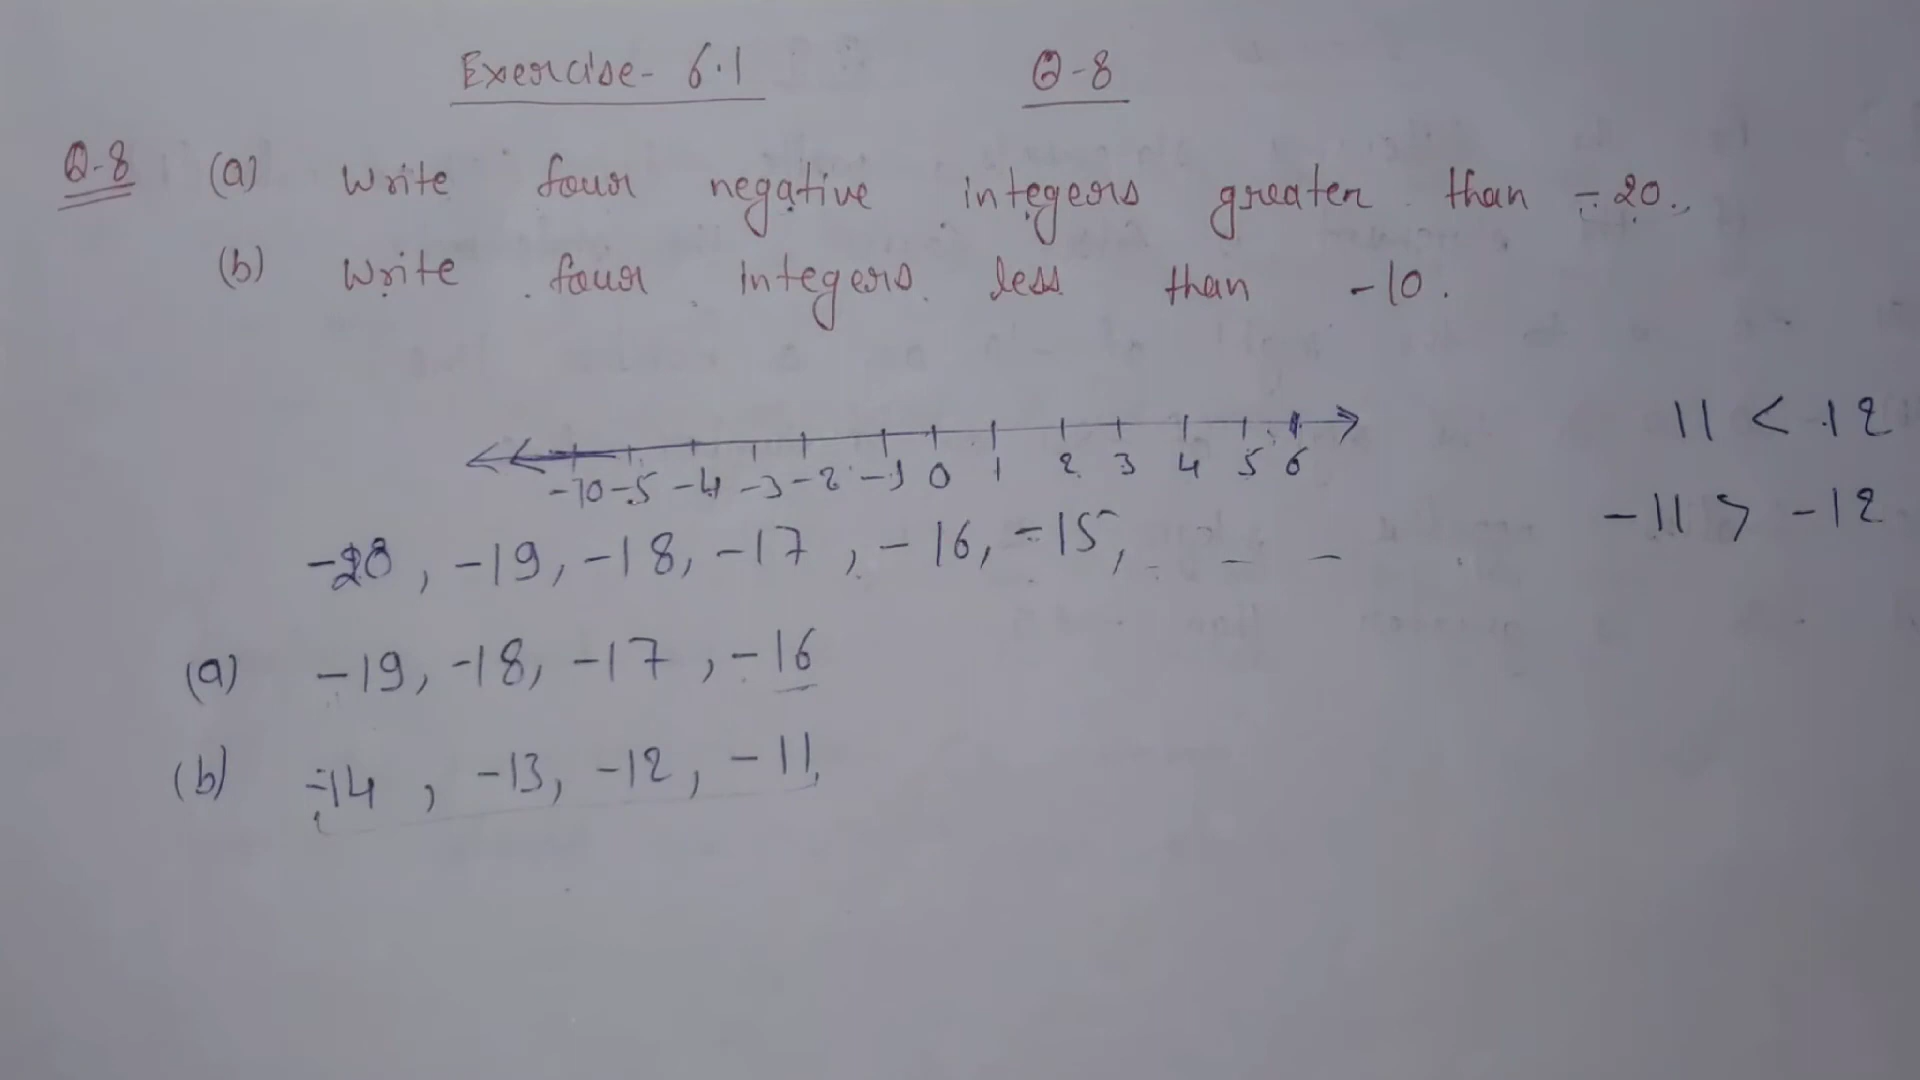 Exercise- 6.1 Q-8
Q-8 (a) Write four negative integers greater than -20.
(b) Write four integers less than -10.
11 < 12
-10 -5 -4 -3 -2 -1 0 1 2 3 4 5 6
-11 > -12
-20, -19, -18, -17, -16, -15, - - -
(a) -19, -18, -17, -16
(b) -14, -13, -12, -11,